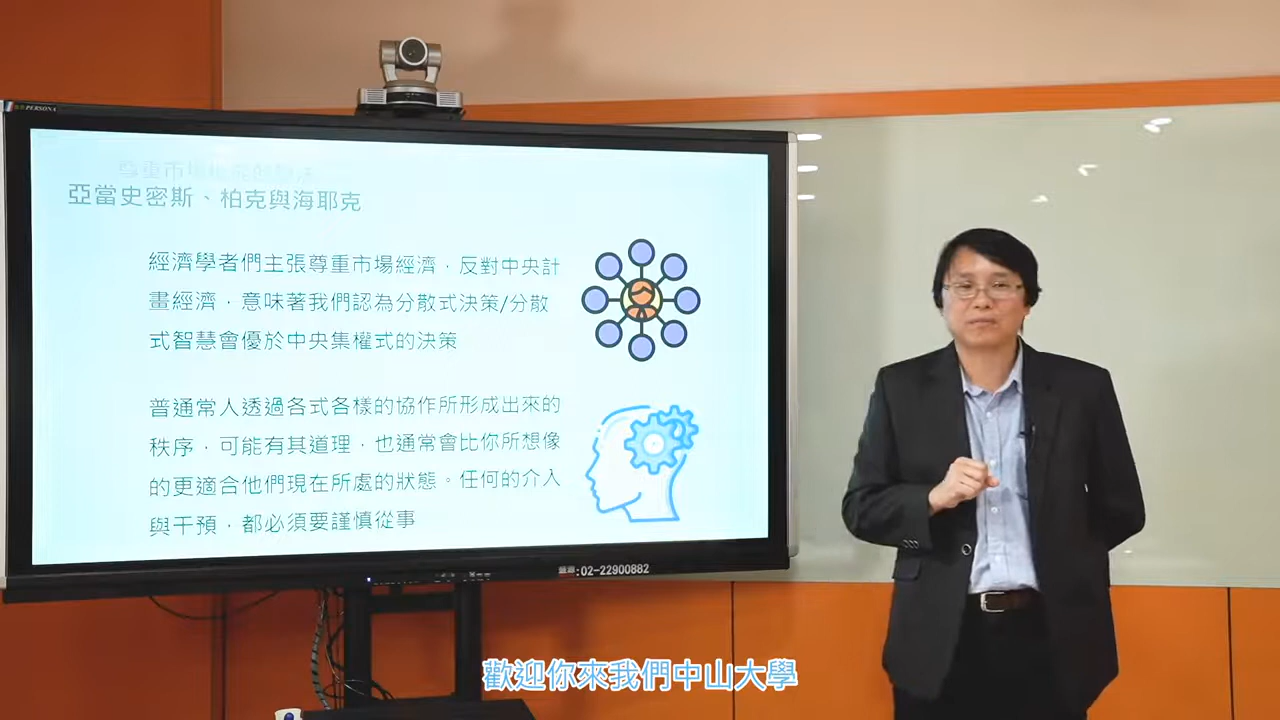 PERSONA
亞當史密斯、柏克與海耶克
經濟學者們主張尊重市場經濟，反對中央計
畫經濟，意味著我們認為分散式決策/分散
式智慧會優於中央集權式的決策
普通常人透過各式各樣的協作所形成出來的
秩序，可能有其道理，也通常會比你所想像
的更適合他們現在所處的狀態。任何的介入
與干預，都必須要謹慎從事
:02-22900882
歡迎你來我們中山大學